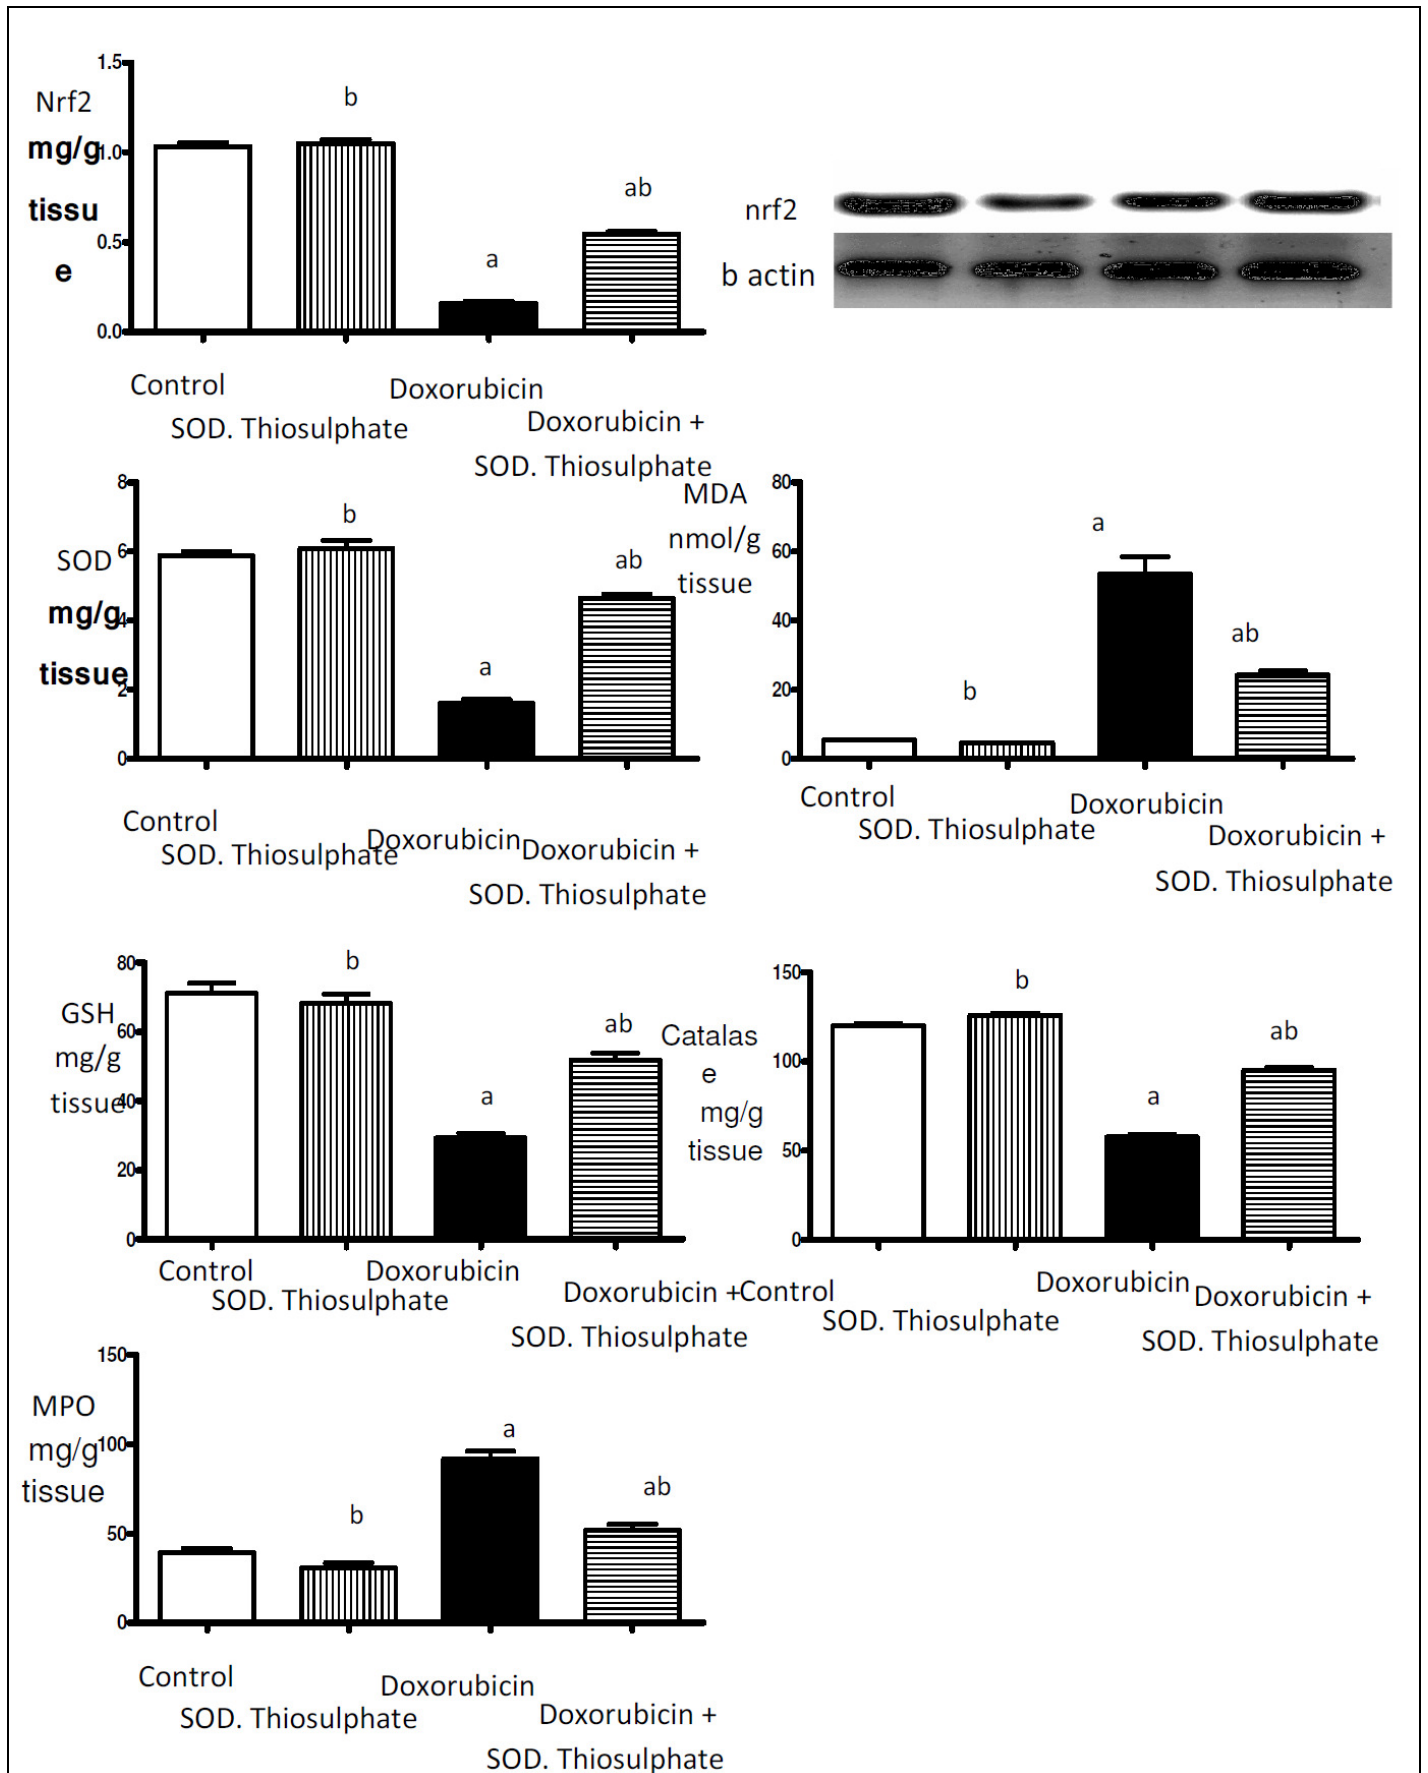 1.5
Nrf2
mg/g
tissu
e
1.0
0.5
0.0
b
a
ab
Control
SOD. Thiosulphate
Doxorubicin
Doxorubicin +
SOD. Thiosulphate
nrf2
b actin
8
SOD
6
mg/g
4
tissue
2
0
b
a
ab
Control
SOD. Thiosulphate
Doxorubicin
Doxorubicin +
SOD. Thiosulphate
MDA
nmol/g
tissue
80
60
40
20
0
b
a
ab
Control
SOD. Thiosulphate
Doxorubicin
Doxorubicin +
SOD. Thiosulphate
80
GSH
60
mg/g
tissue
40
20
0
b
a
ab
Control
SOD. Thiosulphate
Doxorubicin
Doxorubicin +
SOD. Thiosulphate
150
Catalas
e
mg/g
tissue
100
50
0
b
a
ab
Control
SOD. Thiosulphate
Doxorubicin
Doxorubicin +
SOD. Thiosulphate
150
MPO
mg/g
tissue
100
50
0
b
a
ab
Control
SOD. Thiosulphate
Doxorubicin
Doxorubicin +
SOD. Thiosulphate